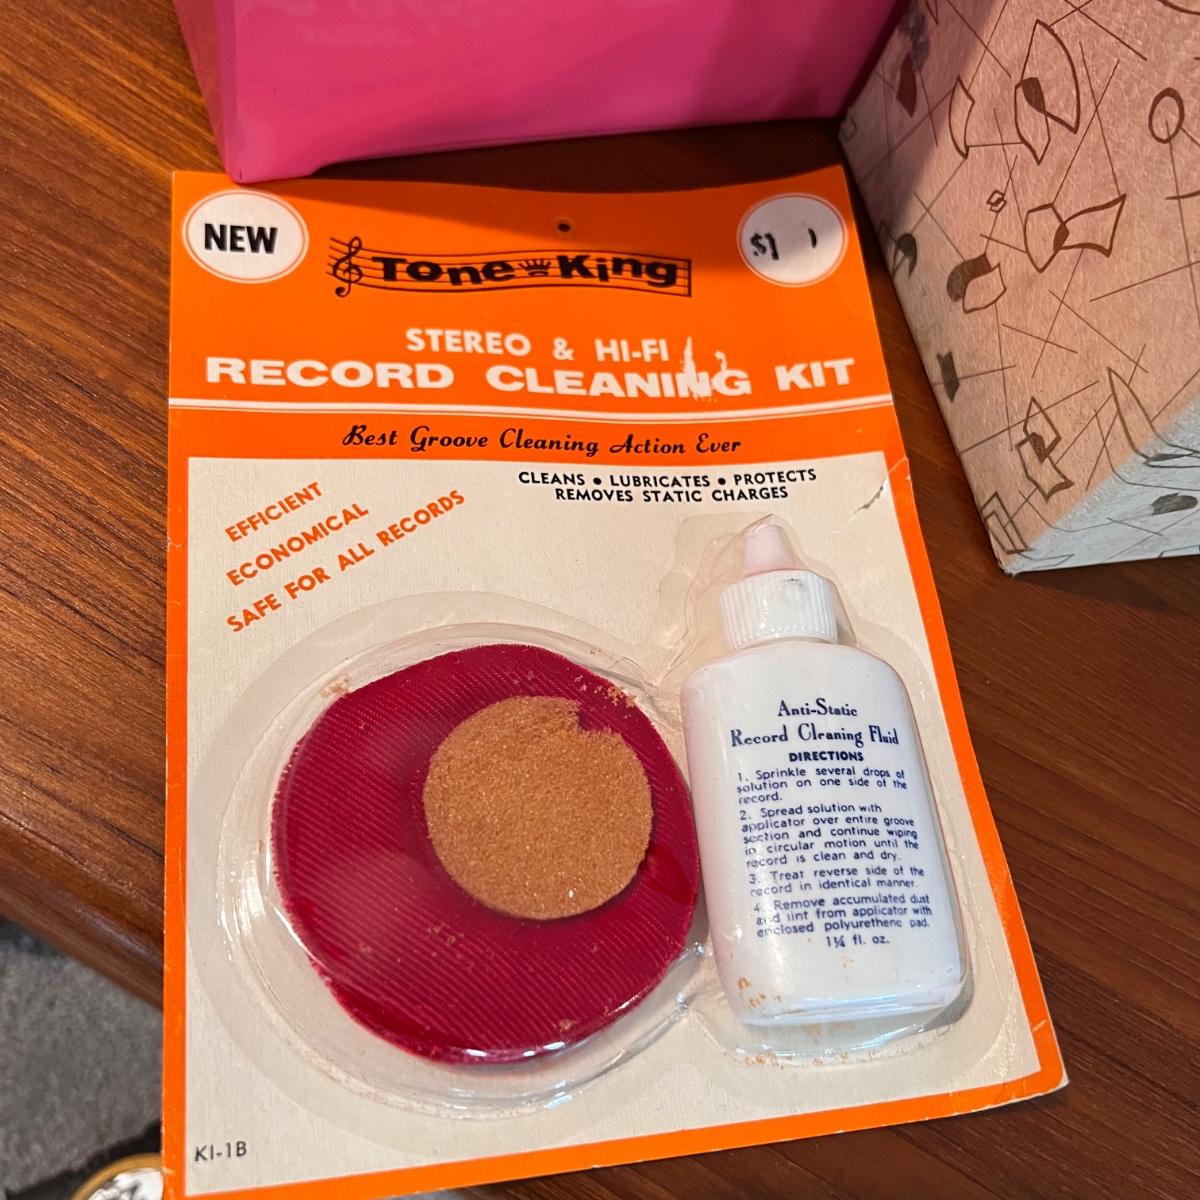 NEW
$1
Tone King
STEREO & HI-FI
RECORD CLEANING KIT
Best Groove Cleaning Action Ever
CLEANS • LUBRICATES • PROTECTS
REMOVES STATIC CHARGES
EFFICIENT
ECONOMICAL
SAFE FOR ALL RECORDS
Anti-Static
Record Cleaning Fluid
DIRECTIONS
1. Sprinkle several drops of
solution on one side of the
record.
2. Spread solution with
applicator over entire groove
section and continue wiping
in circular motion until the
record is clean and dry.
3. Treat reverse side of the
record in identical manner.
4. Remove accumulated dust
and lint from applicator with
enclosed polyurethene pad.
1¼ fl. oz.
KI-1B